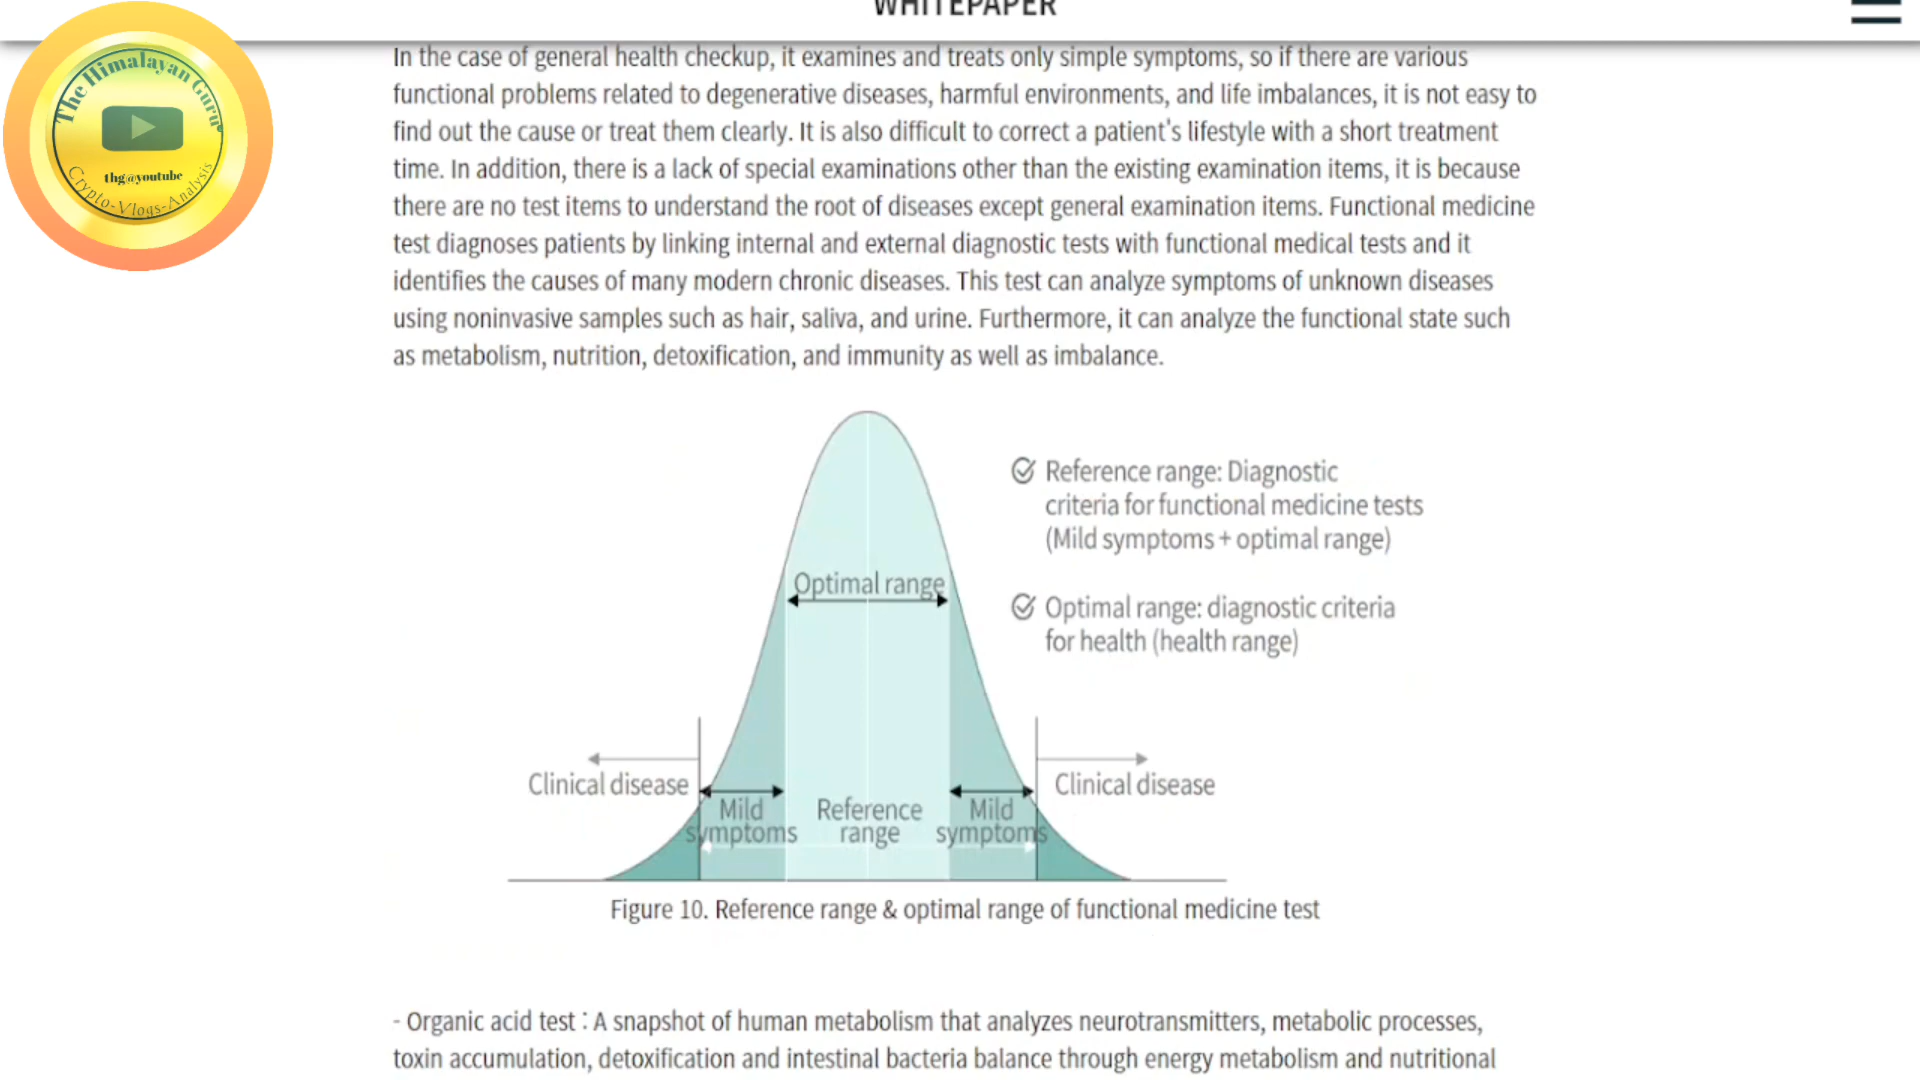 WHITEPAPER
The Himalayan Guru
thg@youtube
Crypto-Vlogs-Analysis
In the case of general health checkup, it examines and treats only simple symptoms, so if there are various
functional problems related to degenerative diseases, harmful environments, and life imbalances, it is not easy to
find out the cause or treat them clearly. It is also difficult to correct a patient's lifestyle with a short treatment
time. In addition, there is a lack of special examinations other than the existing examination items, it is because
there are no test items to understand the root of diseases except general examination items. Functional medicine
test diagnoses patients by linking internal and external diagnostic tests with functional medical tests and it
identifies the causes of many modern chronic diseases. This test can analyze symptoms of unknown diseases
using noninvasive samples such as hair, saliva, and urine. Furthermore, it can analyze the functional state such
as metabolism, nutrition, detoxification, and immunity as well as imbalance.
Reference range: Diagnostic
criteria for functional medicine tests
(Mild symptoms + optimal range)
Optimal range
Optimal range: diagnostic criteria
for health (health range)
Clinical disease
Clinical disease
Mild
symptoms
Reference
range
Mild
symptoms
Figure 10. Reference range & optimal range of functional medicine test
- Organic acid test : A snapshot of human metabolism that analyzes neurotransmitters, metabolic processes,
toxin accumulation, detoxification and intestinal bacteria balance through energy metabolism and nutritional